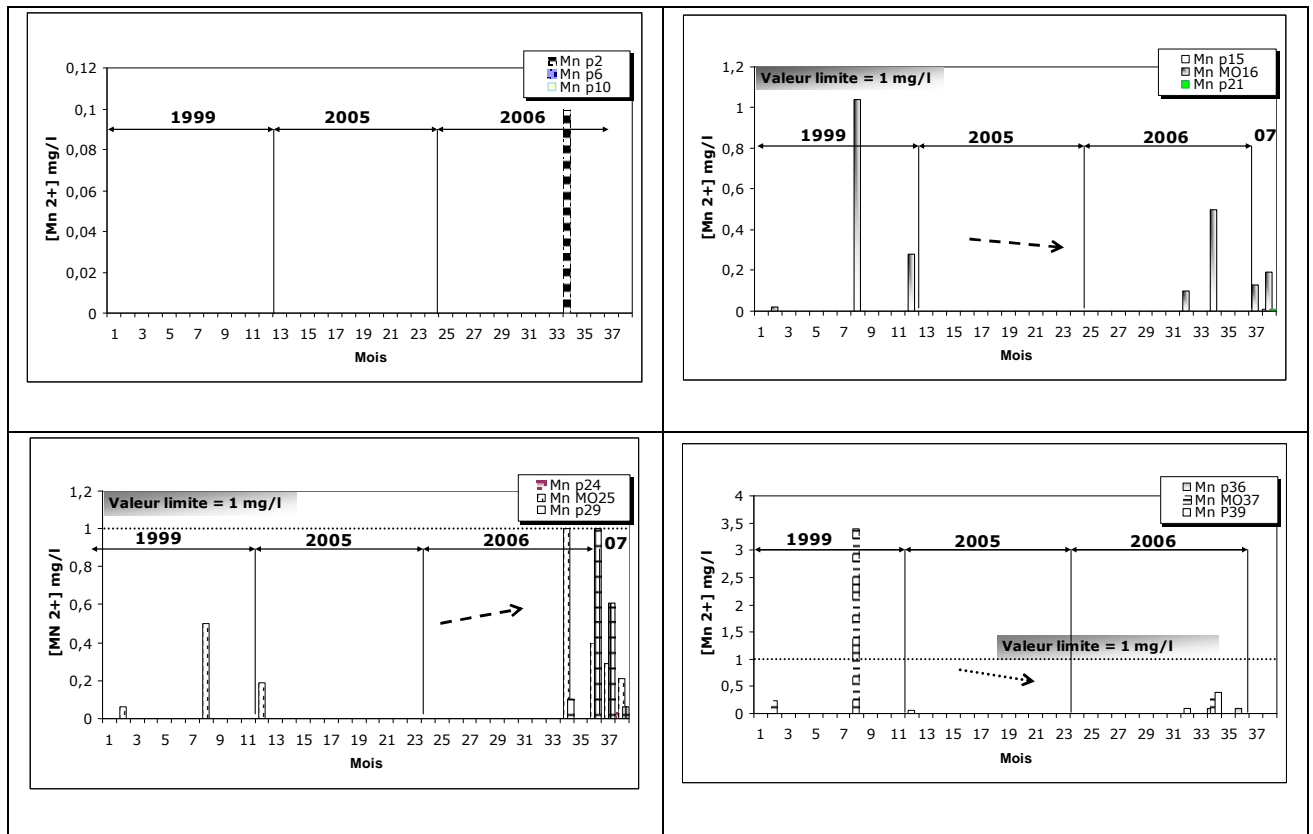 Mn p2
Mn p6
Mn p10
0,12
0,1
0,08
0,06
0,04
0,02
0
[Mn 2+] mg/l
1999 2005 2006
1 3 5 7 9 11 13 15 17 19 21 23 25 27 29 31 33 35 37
Mois
Mn p15
Mn MO16
Mn p21
Valeur limite = 1 mg/l
1,2
1
0,8
0,6
0,4
0,2
0
[Mn 2+] mg/l
1999 2005 2006 07
1 3 5 7 9 11 13 15 17 19 21 23 25 27 29 31 33 35 37
Mois
Mn p24
Mn MO25
Mn p29
Valeur limite = 1 mg/l
1,2
1
0,8
0,6
0,4
0,2
0
[MN 2+] mg/l
1999 2005 2006 07
1 3 5 7 9 11 13 15 17 19 21 23 25 27 29 31 33 35 37
Mois
Mn p36
Mn MO37
Mn P39
4
3,5
3
2,5
2
1,5
1
0,5
0
[Mn 2+] mg/l
1999 2005 2006
Valeur limite = 1 mg/l
1 3 5 7 9 11 13 15 17 19 21 23 25 27 29 31 33 35 37
Mois